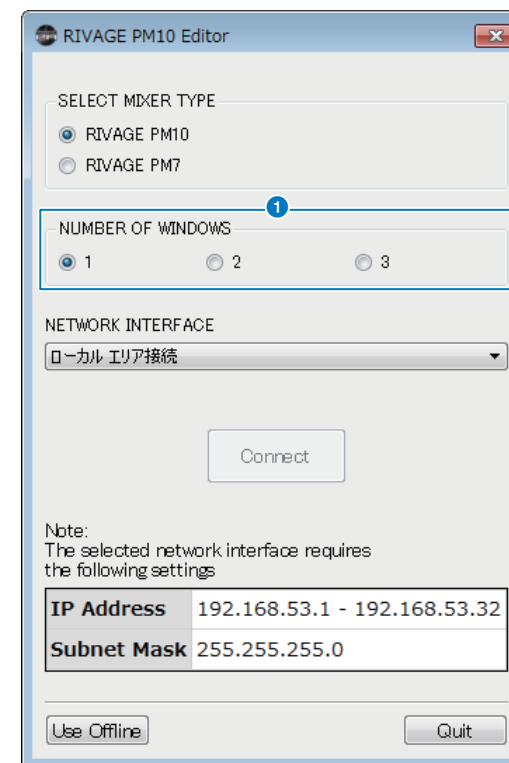 RIVAGE PM10 Editor
SELECT MIXER TYPE
RIVAGE PM10
RIVAGE PM7
1
NUMBER OF WINDOWS
1 2 3
NETWORK INTERFACE
ローカル エリア接続
Connect
Note:
The selected network interface requires
the following settings
IP Address 192.168.53.1 - 192.168.53.32
Subnet Mask 255.255.255.0
Use Offline Quit